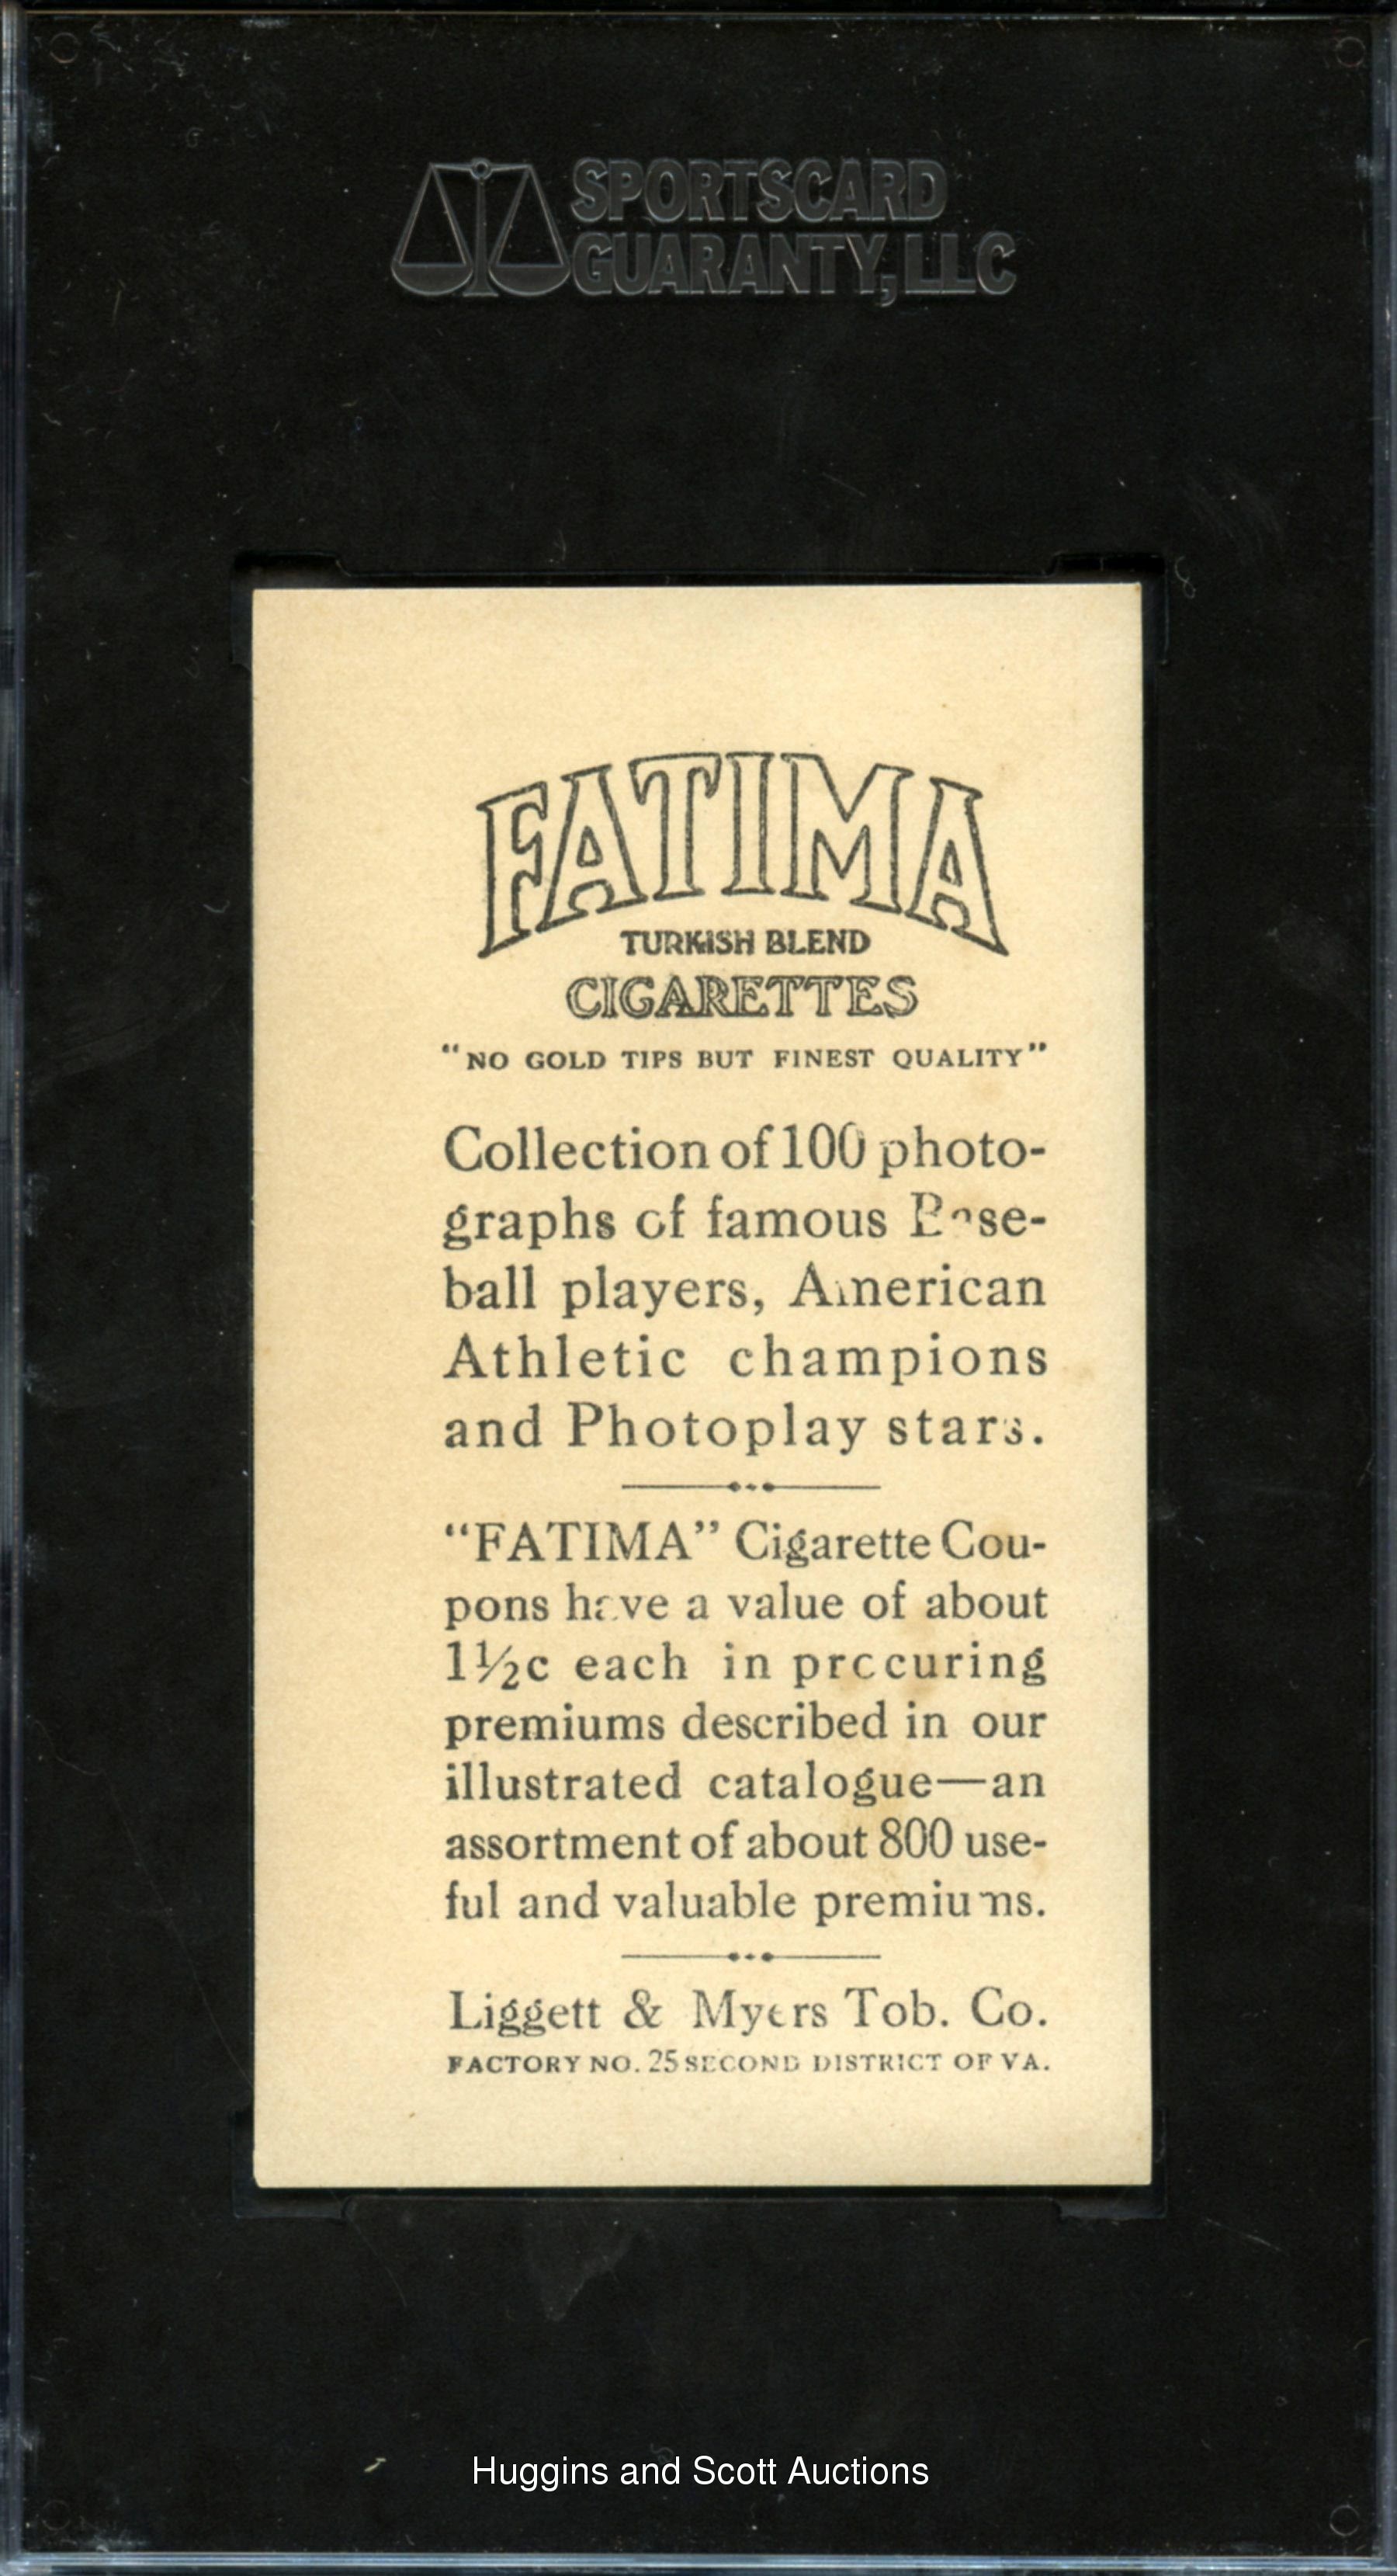 SPORTSCARD
GUARANTY, LLC
FATIMA
TURKISH BLEND
CIGARETTES
"NO GOLD TIPS BUT FINEST QUALITY"
Collection of 100 photo-
graphs of famous Base-
ball players, American
Athletic champions
and Photoplay stars.
"FATIMA" Cigarette Cou-
pons have a value of about
1½c each in procuring
premiums described in our
illustrated catalogue—an
assortment of about 800 use-
ful and valuable premiums.
Liggett & Myers Tob. Co.
FACTORY NO. 25 SECOND DISTRICT OF VA.
Huggins and Scott Auctions